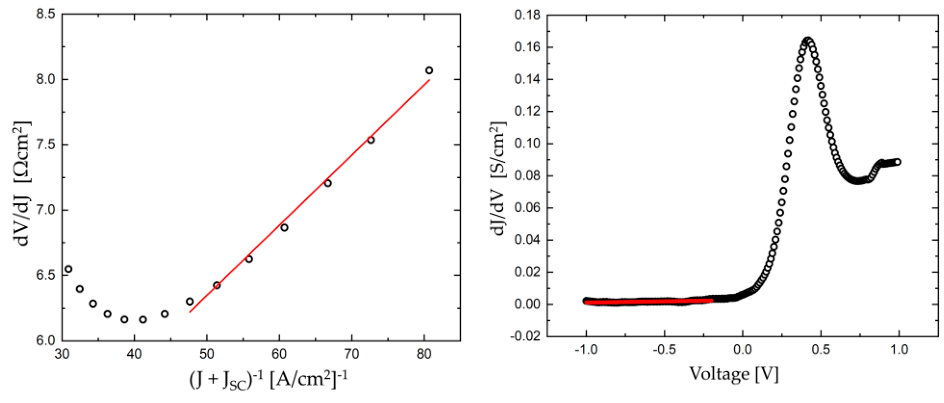 8.5
8.0
7.5
7.0
6.5
6.0
30 40 50 60 70 80
dV/dJ [Ωcm²]
(J + J_SC)⁻¹ [A/cm²]⁻¹
0.18
0.16
0.14
0.12
0.10
0.08
0.06
0.04
0.02
0.00
-0.02
-1.0 -0.5 0.0 0.5 1.0
dJ/dV [S/cm²]
Voltage [V]